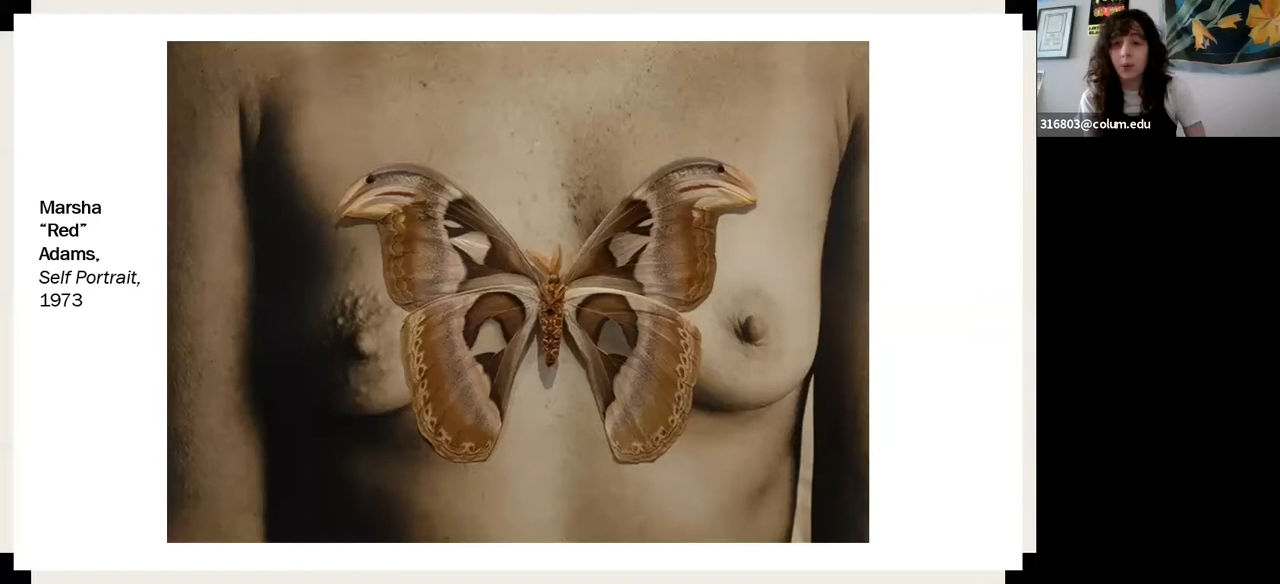 Marsha
“Red”
Adams,
Self Portrait,
1973
316803@colum.edu